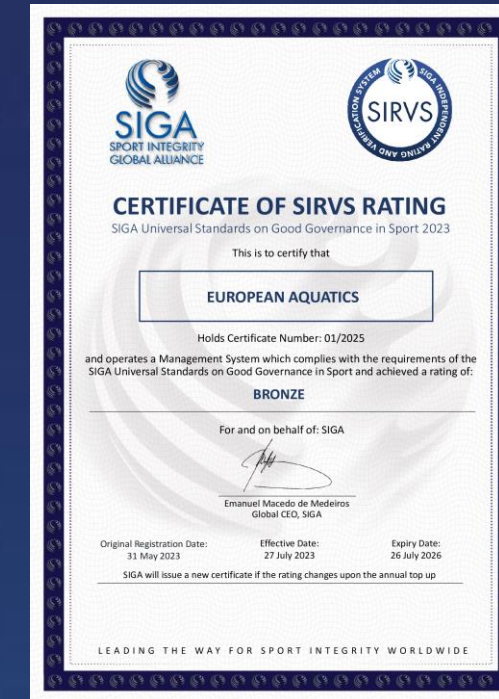 SIGA
SPORT INTEGRITY
GLOBAL ALLIANCE
SIRVS
SIGA INDEPENDENT
RATING AND VERIFICATION SYSTEM
CERTIFICATE OF SIRVS RATING
SIGA Universal Standards on Good Governance in Sport 2023
This is to certify that
EUROPEAN AQUATICS
Holds Certificate Number: 01/2025
and operates a Management System which complies with the requirements of the
SIGA Universal Standards on Good Governance in Sport and achieved a rating of:
BRONZE
For and on behalf of: SIGA
Emanuel Macedo de Medeiros
Global CEO, SIGA
Original Registration Date:
31 May 2023
Effective Date:
27 July 2023
Expiry Date:
26 July 2026
SIGA will issue a new certificate if the rating changes upon the annual top up
LEADING THE WAY FOR SPORT INTEGRITY WORLDWIDE